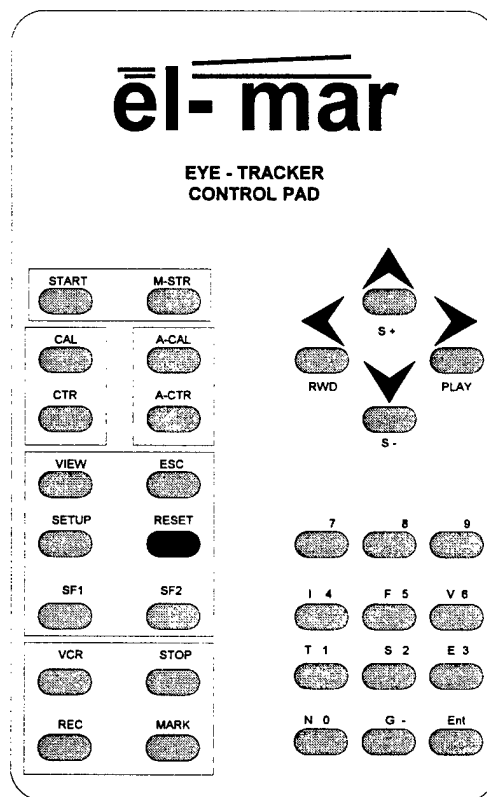 el-mar
EYE - TRACKER
CONTROL PAD
START M-STR
CAL A-CAL
CTR A-CTR
VIEW ESC
SETUP RESET
SF1 SF2
VCR STOP
REC MARK
S +
RWD PLAY
S -
7 8 9
I 4 F 5 V 6
T 1 S 2 E 3
N 0 G - Ent